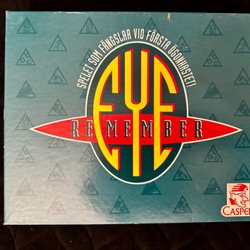 SPELET SOM FÄNGSLAR VID FÖRSTA ÖGONKASTET!
EYE
REMEMBER
CASPER